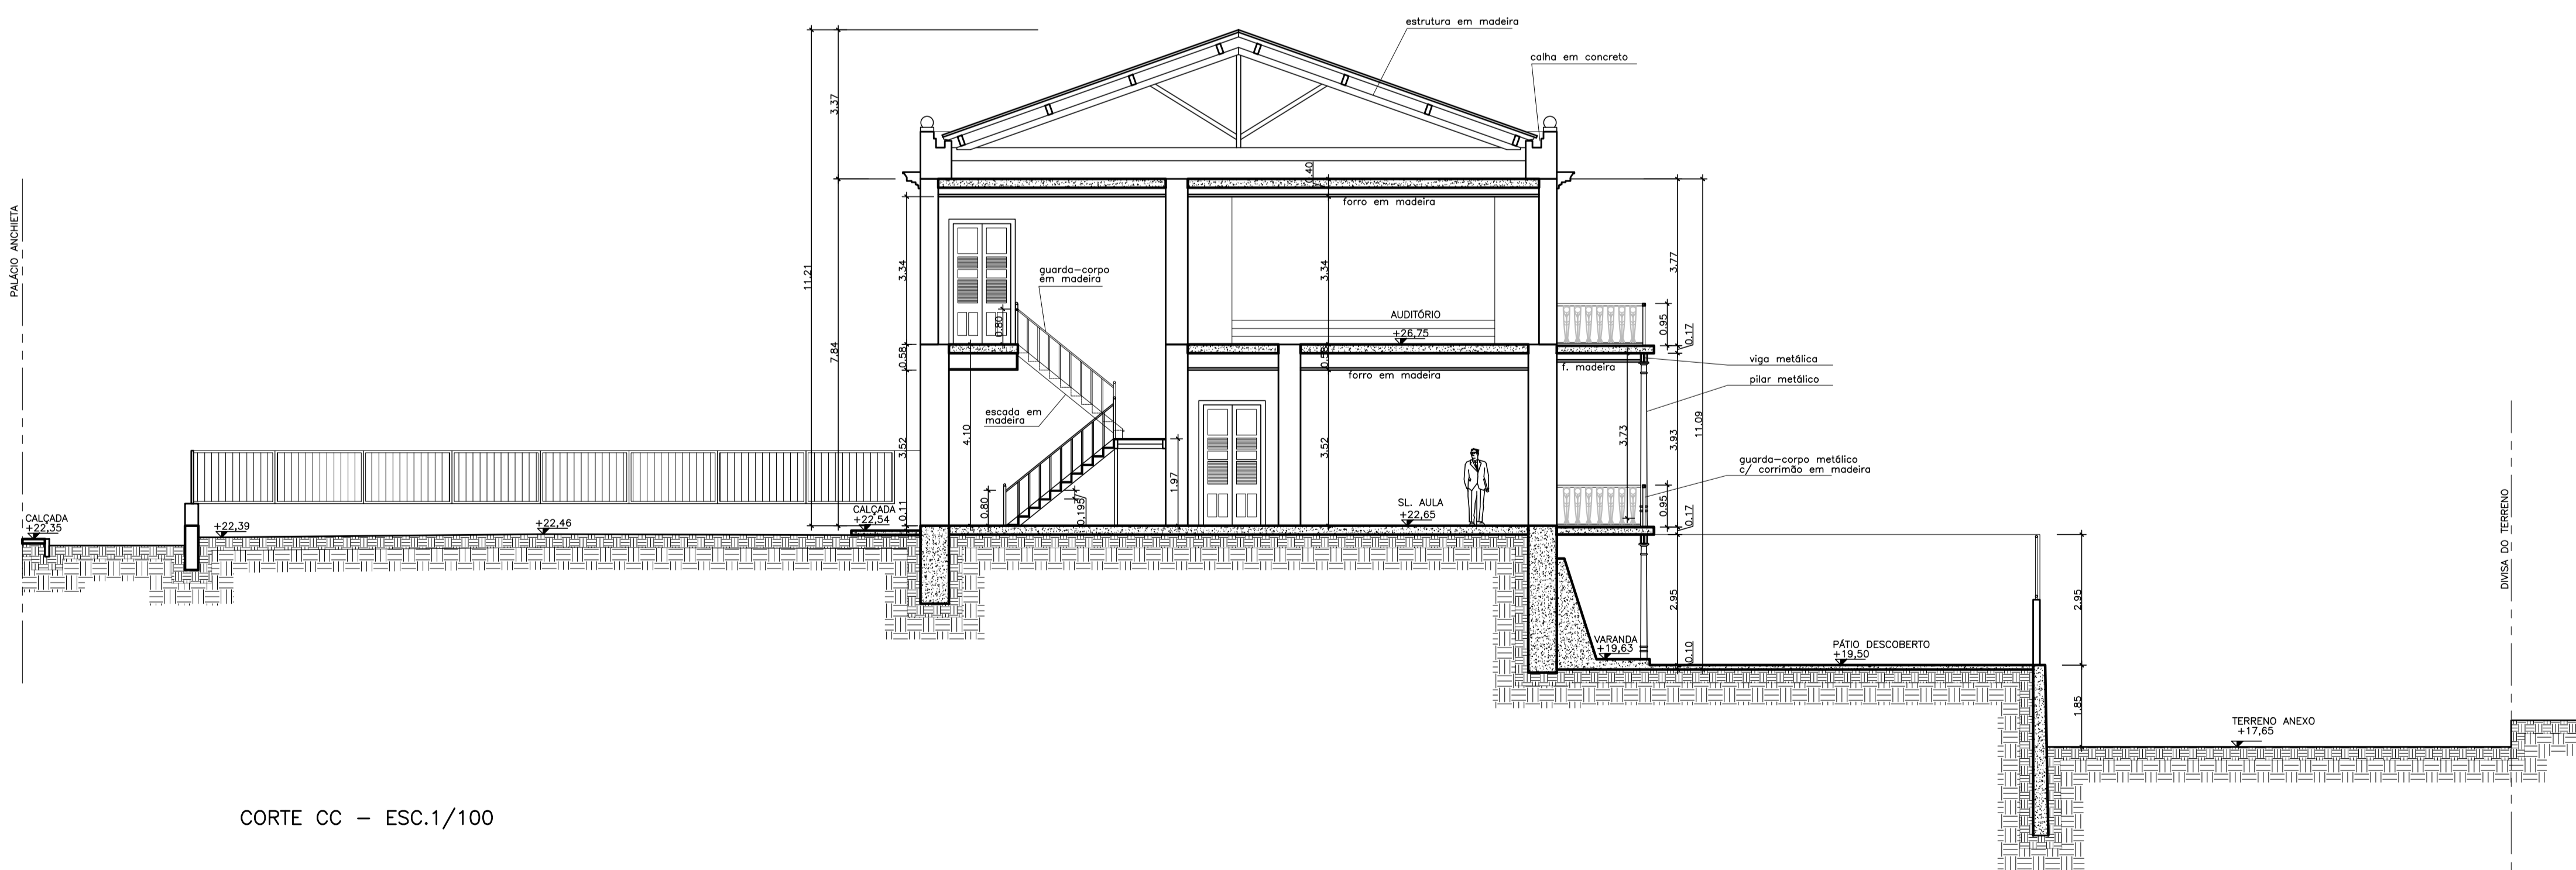 estrutura em madeira
calha em concreto
3.37
11.21
7.84
0.40
forro em madeira
PALÁCIO ANCHIETA
3.34
guarda-corpo
em madeira
0.80
3.34
3.77
AUDITÓRIO
+26,75
0.95
0.17
0.58
0.58
forro em madeira
f. madeira
viga metálica
pilar metálico
escada em
madeira
4.10
3.52
3.52
3.73
3.93
11.09
1.97
guarda-corpo metálico
c/ corrimão em madeira
0.80
0.195
0.11
0.95
0.17
CALÇADA
+22,35
+22,39
+22,46
CALÇADA
+22,54
SL. AULA
+22,65
DIVISA DO TERRENO
2.95
2.95
VARANDA
+19,63
0.10
PÁTIO DESCOBERTO
+19,50
1.85
TERRENO ANEXO
+17,65
CORTE CC - ESC.1/100